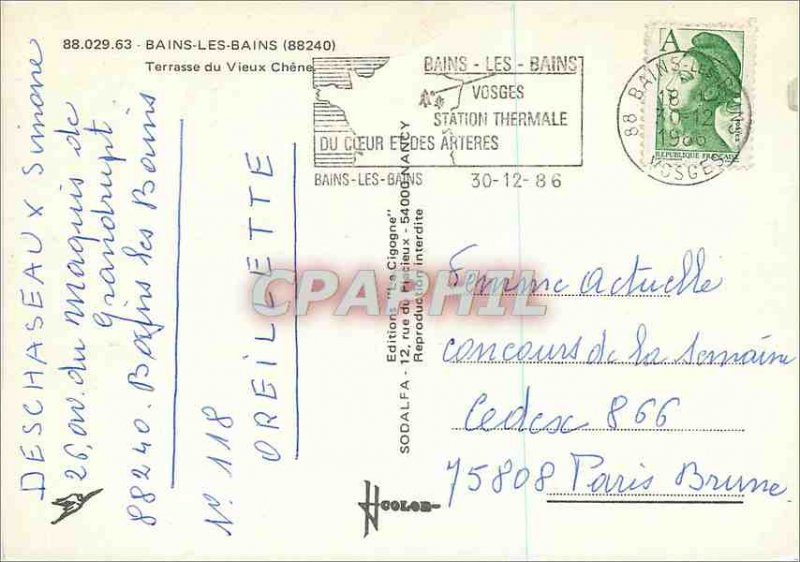 88.029.63 - BAINS-LES-BAINS (88240)
Terrasse du Vieux Chêne
BAINS - LES - BAINS
VOSGES
STATION THERMALE
DU CŒUR ET DES ARTERES
BAINS-LES-BAINS 30-12-86
88 BAINS-LES-BAINS
18
30-12
1986
VOSGES
A
REPUBLIQUE FRANÇAISE
DESCHASEAUX Simone
26, av. du maquis de
Grandrupt
88240. Bains les Bains
N° 118
OREILLETTE
Editions "La Cigogne"
SODALFA - 12, rue du Placieux - 54000 NANCY
Reproduction interdite
COLOR
CPAPHIL
Femme Actuelle
concours de la semaine
Cedex 866
75808 Paris Brune